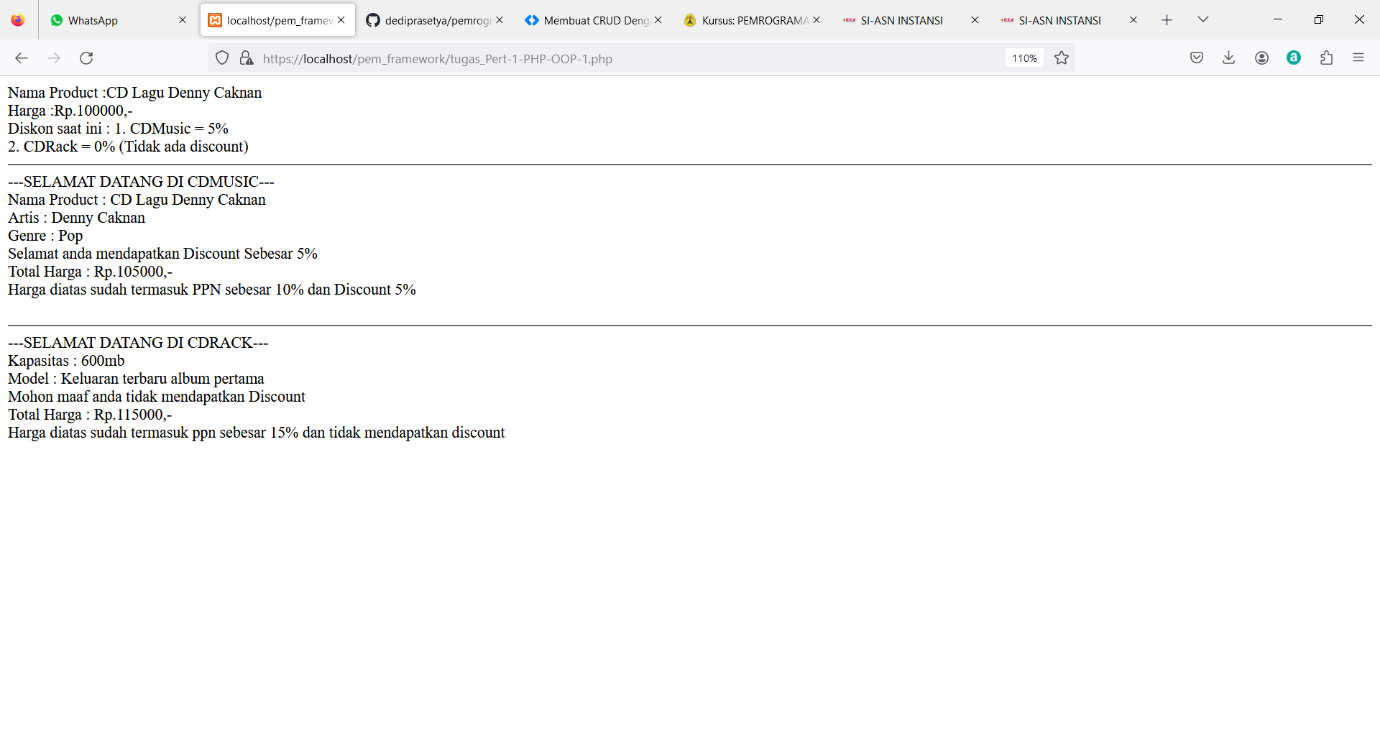 WhatsApp
localhost/pem_framew
dediprasetya/pemrogr
Membuat CRUD Deng
Kursus: PEMROGRAMA
SI-ASN INSTANSI
SI-ASN INSTANSI
https://localhost/pem_framework/tugas_Pert-1-PHP-OOP-1.php
110%
a
Nama Product :CD Lagu Denny Caknan
Harga :Rp.100000,-
Diskon saat ini : 1. CDMusic = 5%
2. CDRack = 0% (Tidak ada discount)
---SELAMAT DATANG DI CDMUSIC---
Nama Product : CD Lagu Denny Caknan
Artis : Denny Caknan
Genre : Pop
Selamat anda mendapatkan Discount Sebesar 5%
Total Harga : Rp.105000,-
Harga diatas sudah termasuk PPN sebesar 10% dan Discount 5%
---SELAMAT DATANG DI CDRACK---
Kapasitas : 600mb
Model : Keluaran terbaru album pertama
Mohon maaf anda tidak mendapatkan Discount
Total Harga : Rp.115000,-
Harga diatas sudah termasuk ppn sebesar 15% dan tidak mendapatkan discount